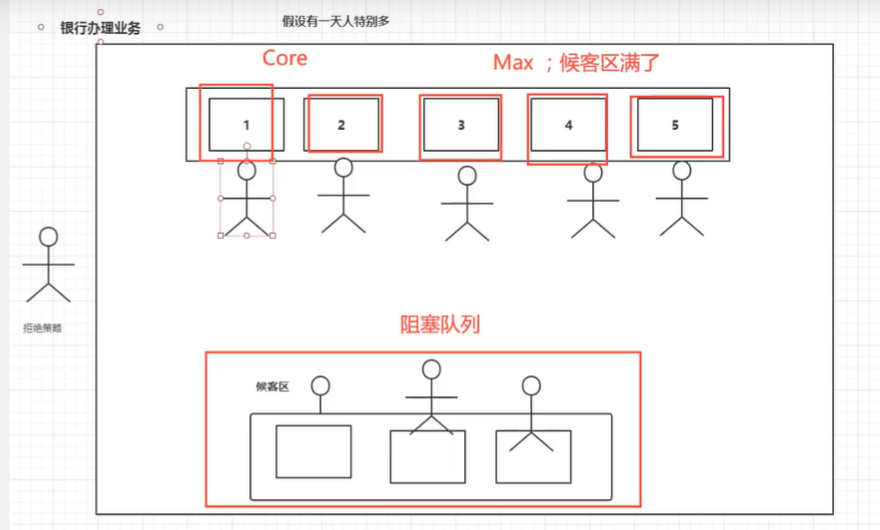 银行办理业务
假设有一天人特别多
Core
Max ；候客区满了
1
2
3
4
5
拒绝策略
阻塞队列
候客区